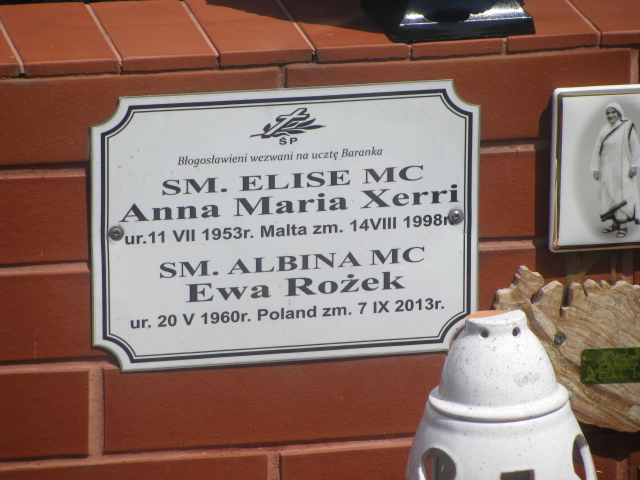 ŚP
Błogosławieni wezwani na ucztę Baranka
SM. ELISE MC
Anna Maria Xerri
ur.11 VII 1953r. Malta zm. 14VIII 1998r.
SM. ALBINA MC
Ewa Rożek
ur. 20 V 1960r. Poland zm. 7 IX 2013r.